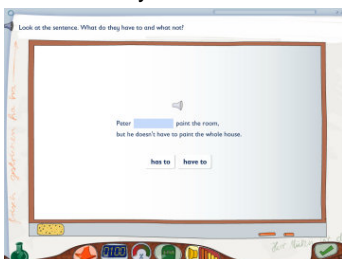 Look at the sentence. What do they have to and what not?
Peter paint the room,
but he doesn't have to paint the whole house.
has to have to
01:00